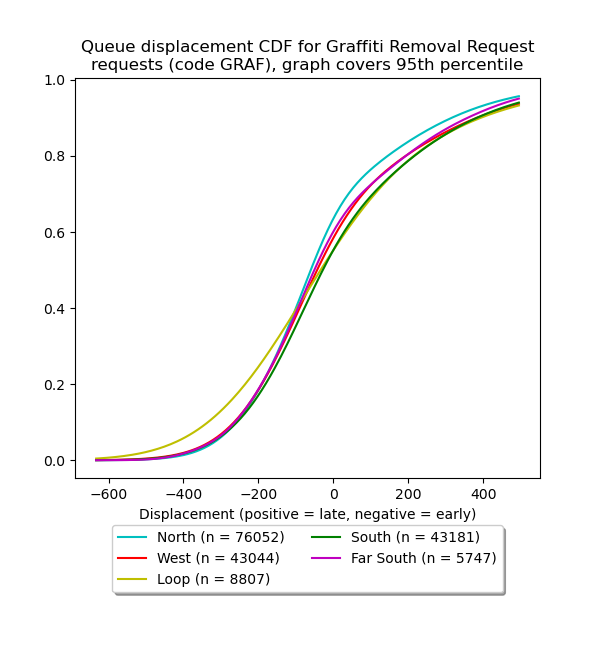 Queue displacement CDF for Graffiti Removal Request
requests (code GRAF), graph covers 95th percentile
1.0
0.8
0.6
0.4
0.2
0.0
−600 −400 −200 0 200 400
Displacement (positive = late, negative = early)
North (n = 76052) South (n = 43181)
West (n = 43044) Far South (n = 5747)
Loop (n = 8807)